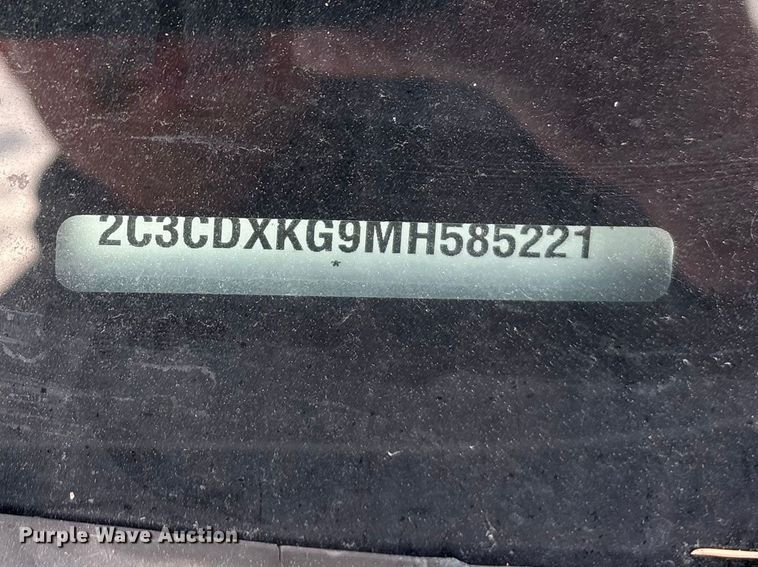 2C3CDXKG9MH585221
*
Purple Wave Auction